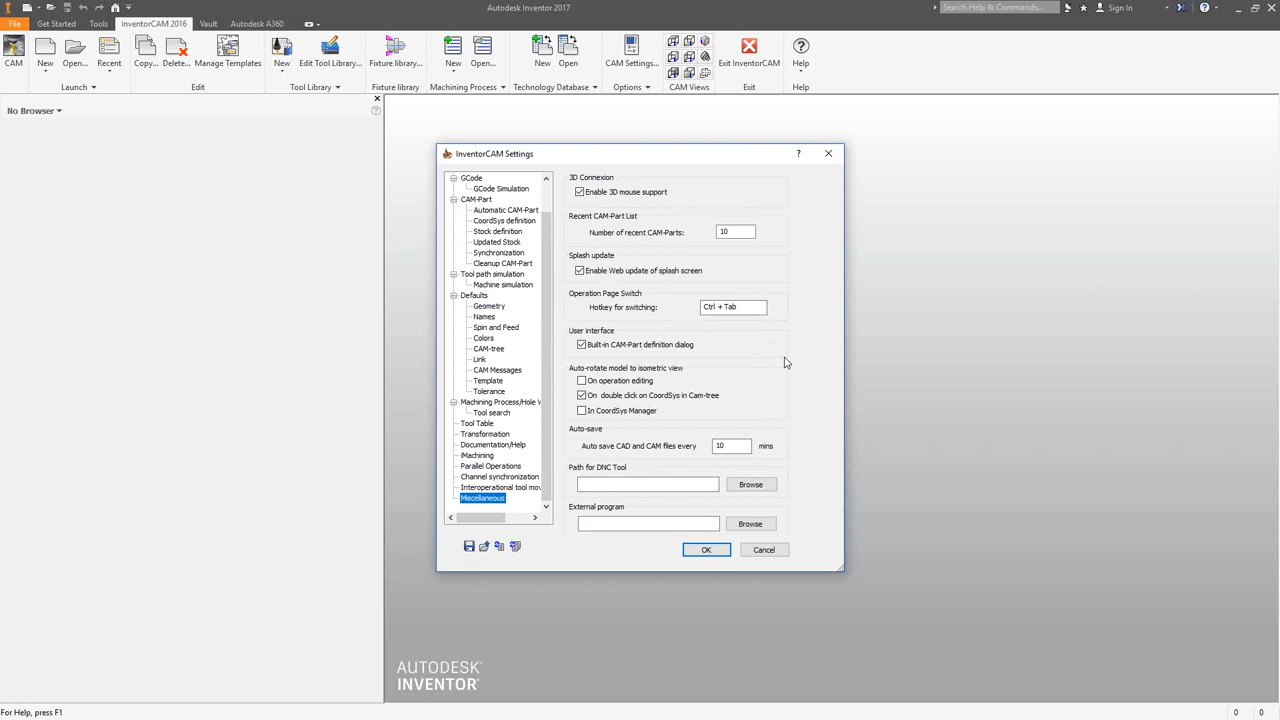 Autodesk Inventor 2017
Search Help & Commands...
Sign In
File
Get Started
Tools
InventorCAM 2016
Vault
Autodesk A360
CAM
New
Open...
Recent
Copy...
Delete...
Manage Templates
New
Edit Tool Library...
Fixture library...
New
Open...
New
Open
CAM Settings...
Exit InventorCAM
Help
Launch
Edit
Tool Library
Fixture library
Machining Process
Technology Database
Options
CAM Views
Exit
Help
No Browser
InventorCAM Settings
GCode
GCode Simulation
CAM-Part
Automatic CAM-Part
CoordSys definition
Stock definition
Updated Stock
Synchronization
Cleanup CAM-Part
Tool path simulation
Machine simulation
Defaults
Geometry
Names
Spin and Feed
Colors
CAM-tree
Link
CAM Messages
Template
Tolerance
Machining Process/Hole W
Tool search
Tool Table
Transformation
Documentation/Help
iMachining
Parallel Operations
Channel synchronization
Interoperational tool mov
Miscellaneous
3D Connexion
Enable 3D mouse support
Recent CAM-Part List
Number of recent CAM-Parts: 10
Splash update
Enable Web update of splash screen
Operation Page Switch
Hotkey for switching: Ctrl + Tab
User interface
Built-in CAM-Part definition dialog
Auto-rotate model to isometric view
On operation editing
On double click on CoordSys in Cam-tree
In CoordSys Manager
Auto-save
Auto save CAD and CAM files every 10 mins
Path for DNC Tool
Browse
External program
Browse
OK
Cancel
AUTODESK®
INVENTOR®
For Help, press F1
0 0